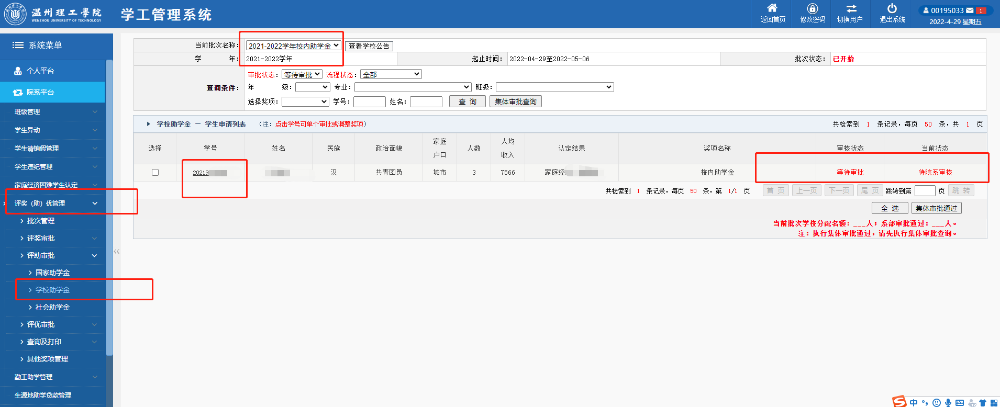 温州理工學院
WENZHOU UNIVERSITY OF TECHNOLOGY
学工管理系统
返回首页
修改密码
切换用户
退出系统
00195033 1
2022-4-29 星期五
系统菜单
个人平台
院系平台
班级管理
学生异动
学生请销假管理
学生违纪管理
家庭经济困难学生认定
评奖（助）优管理
批次管理
评奖审批
评助审批
国家助学金
学校助学金
社会助学金
评优审批
查询及打印
其他奖项管理
勤工助学管理
生源地助学贷款管理
当前批次名称： 2021-2022学年校内助学金 查看学校公告
学 年： 2021-2022学年 起止时间： 2022-04-29至2022-05-06 批次状态： 已开始
查询条件：
审批状态： 等待审批 流程状态： 全部
年 级： 专业： 班级：
选择奖项： 学号： 姓名： 查 询 集体审批查询
学校助学金 — 学生申请列表 （注：点击学号可单个审批或调整奖项） 共检索到 1 条记录，每页 50 条，共 1 页
选择 学号 姓名 民族 政治面貌 家庭户口 人数 人均收入 认定结果 奖项名称 审核状态 当前状态
20219 汉 共青团员 城市 3 7566 家庭经 校内助学金 等待审批 待院系审核
共检索到 1 条记录，每页 50 条，第 1/1 页 首 页 上一页 下一页 尾 页 跳转到第 页 跳 转
全 选 集体审批通过
当前批次学校分配名额：___人；系部审批通过：___人。
注：执行集体审批通过，请先执行集体审批查询。
中